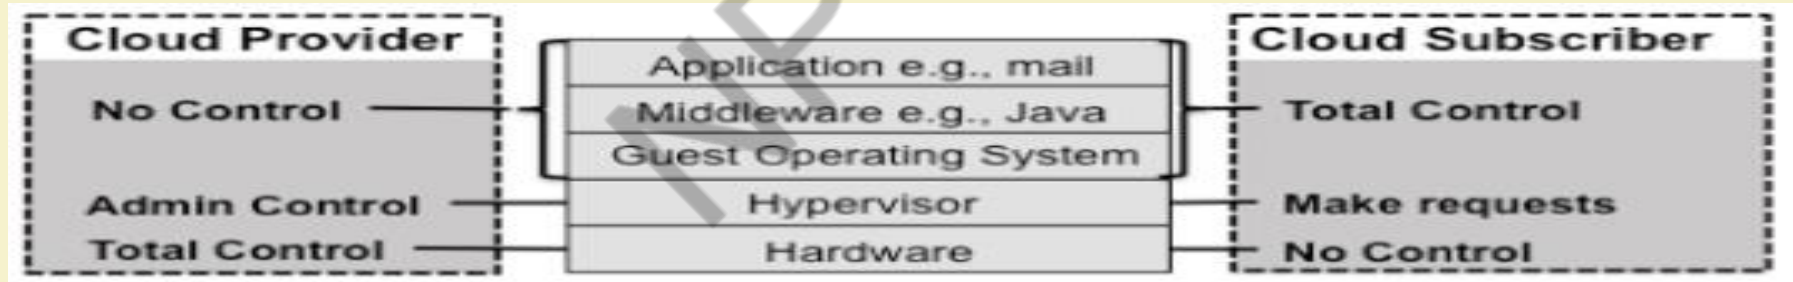 Cloud Provider
No Control
Admin Control
Total Control
Application e.g., mail
Middleware e.g., Java
Guest Operating System
Hypervisor
Hardware
Cloud Subscriber
Total Control
Make requests
No Control
NP